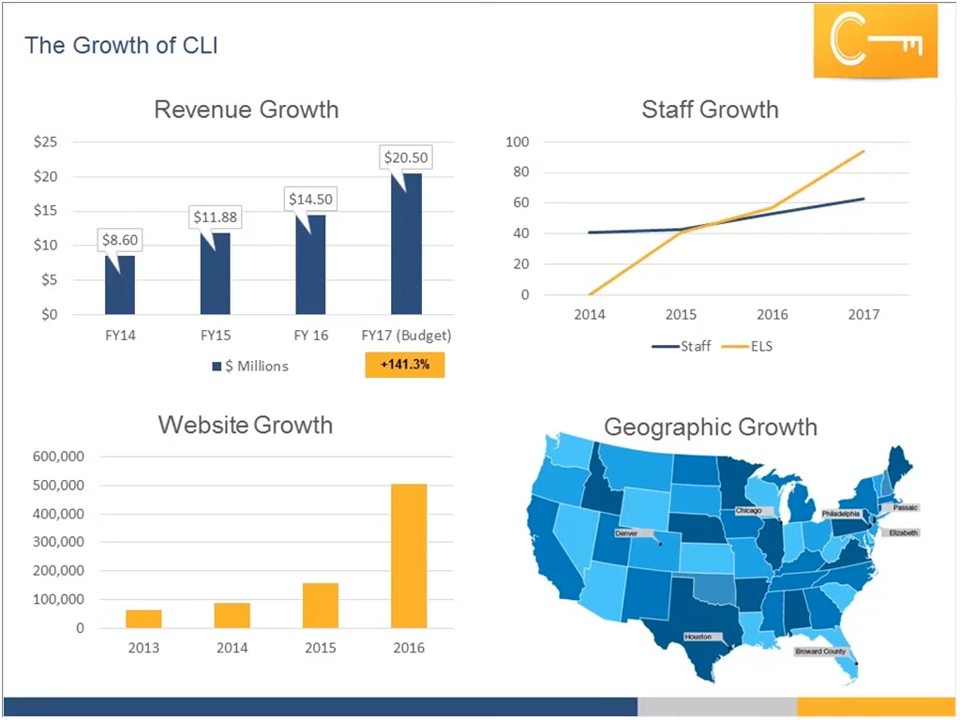 The Growth of CLI
Revenue Growth
$25
$20
$15
$10
$5
$0
$8.60
$11.88
$14.50
$20.50
FY14
FY15
FY 16
FY17 (Budget)
$ Millions
+141.3%
Staff Growth
100
80
60
40
20
0
2014
2015
2016
2017
Staff
ELS
Website Growth
600,000
500,000
400,000
300,000
200,000
100,000
0
2013
2014
2015
2016
Geographic Growth
Chicago
Philadelphia
Passaic
Elizabeth
Denver
Houston
Broward County